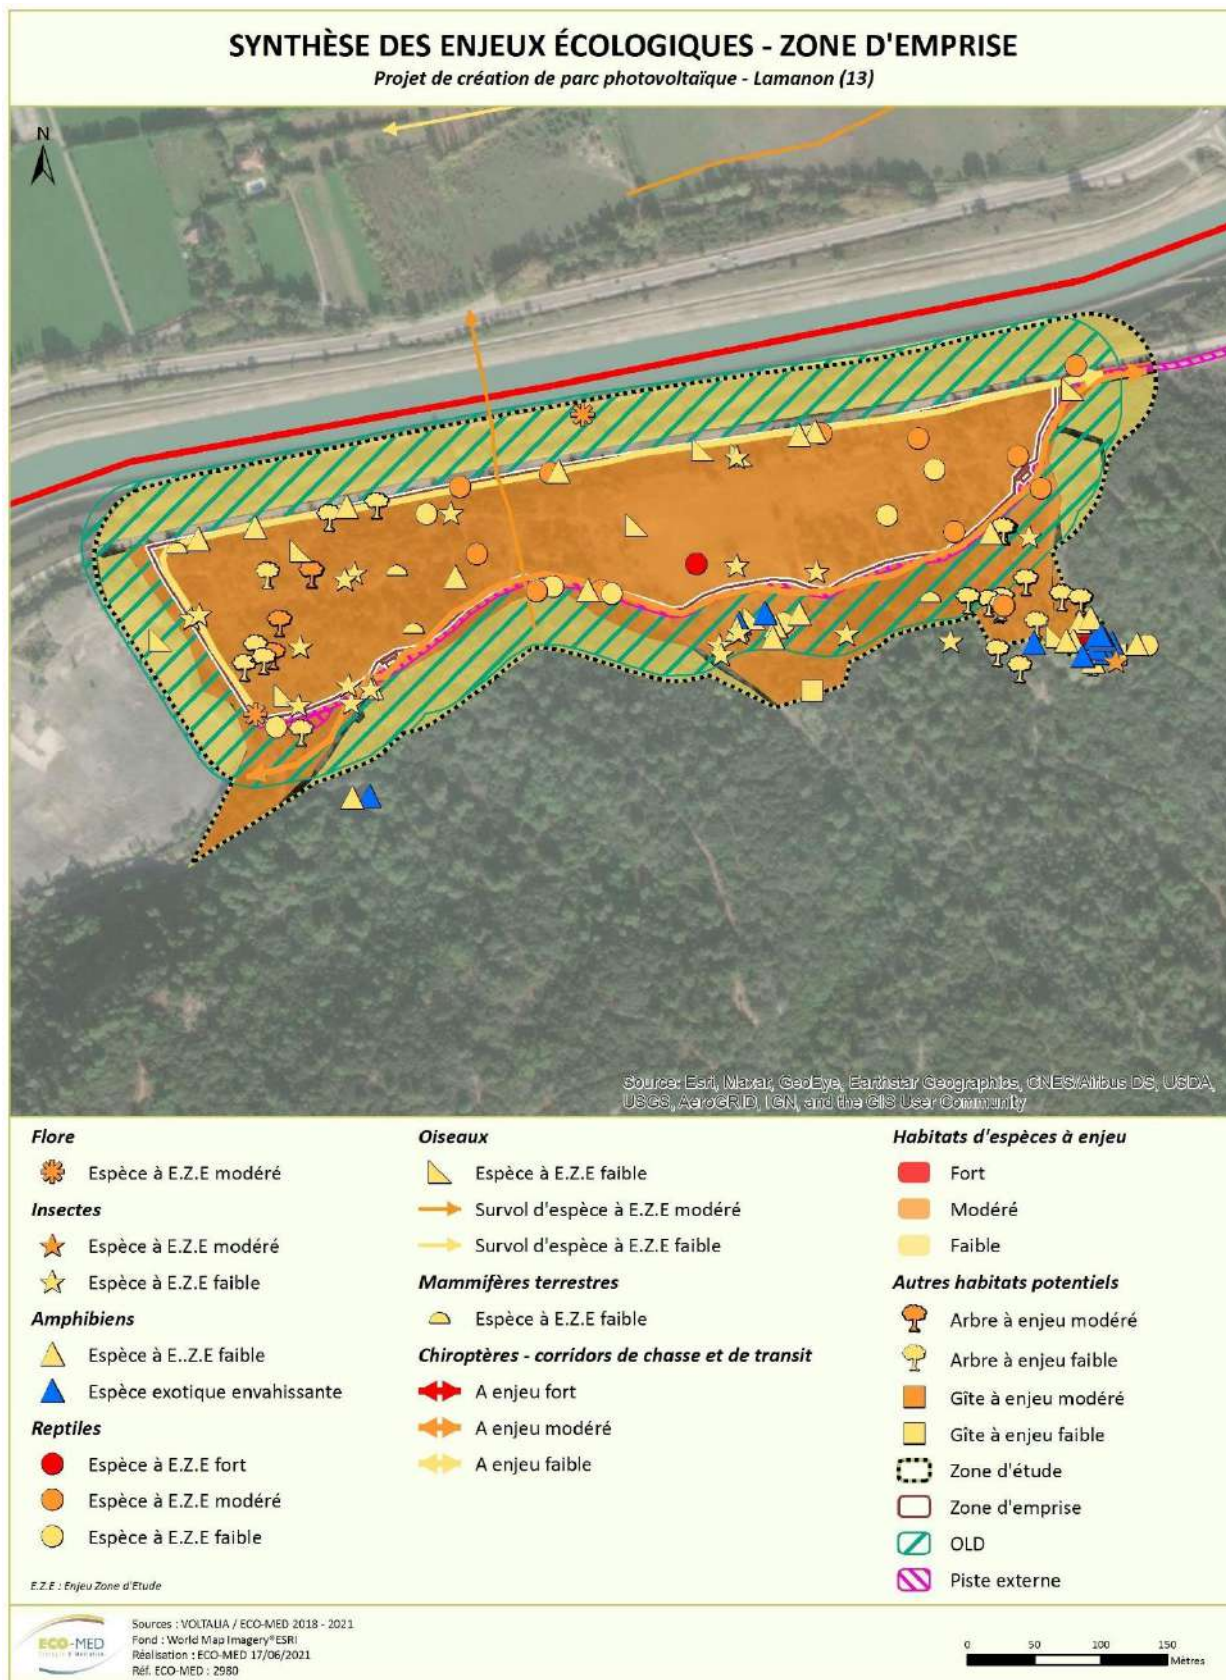 SYNTHÈSE DES ENJEUX ÉCOLOGIQUES - ZONE D'EMPRISE
Projet de création de parc photovoltaïque - Lamanon (13)
N
Source: Esri, Maxar, GeoEye, Earthstar Geographics, CNES/Airbus DS, USDA,
USGS, AeroGRID, IGN, and the GIS User Community
Flore
Espèce à E.Z.E modéré
Insectes
Espèce à E.Z.E modéré
Espèce à E.Z.E faible
Amphibiens
Espèce à E..Z.E faible
Espèce exotique envahissante
Reptiles
Espèce à E.Z.E fort
Espèce à E.Z.E modéré
Espèce à E.Z.E faible
E.Z.E : Enjeu Zone d'Etude
Oiseaux
Espèce à E.Z.E faible
Survol d'espèce à E.Z.E modéré
Survol d'espèce à E.Z.E faible
Mammifères terrestres
Espèce à E.Z.E faible
Chiroptères - corridors de chasse et de transit
A enjeu fort
A enjeu modéré
A enjeu faible
Habitats d'espèces à enjeu
Fort
Modéré
Faible
Autres habitats potentiels
Arbre à enjeu modéré
Arbre à enjeu faible
Gîte à enjeu modéré
Gîte à enjeu faible
Zone d'étude
Zone d'emprise
OLD
Piste externe
ECO-MED
Sources : VOLTALIA / ECO-MED 2018 - 2021
Fond : World Map Imagery®ESRI
Réalisation : ECO-MED 17/06/2021
Réf. ECO-MED : 2980
0 50 100 150
Mètres